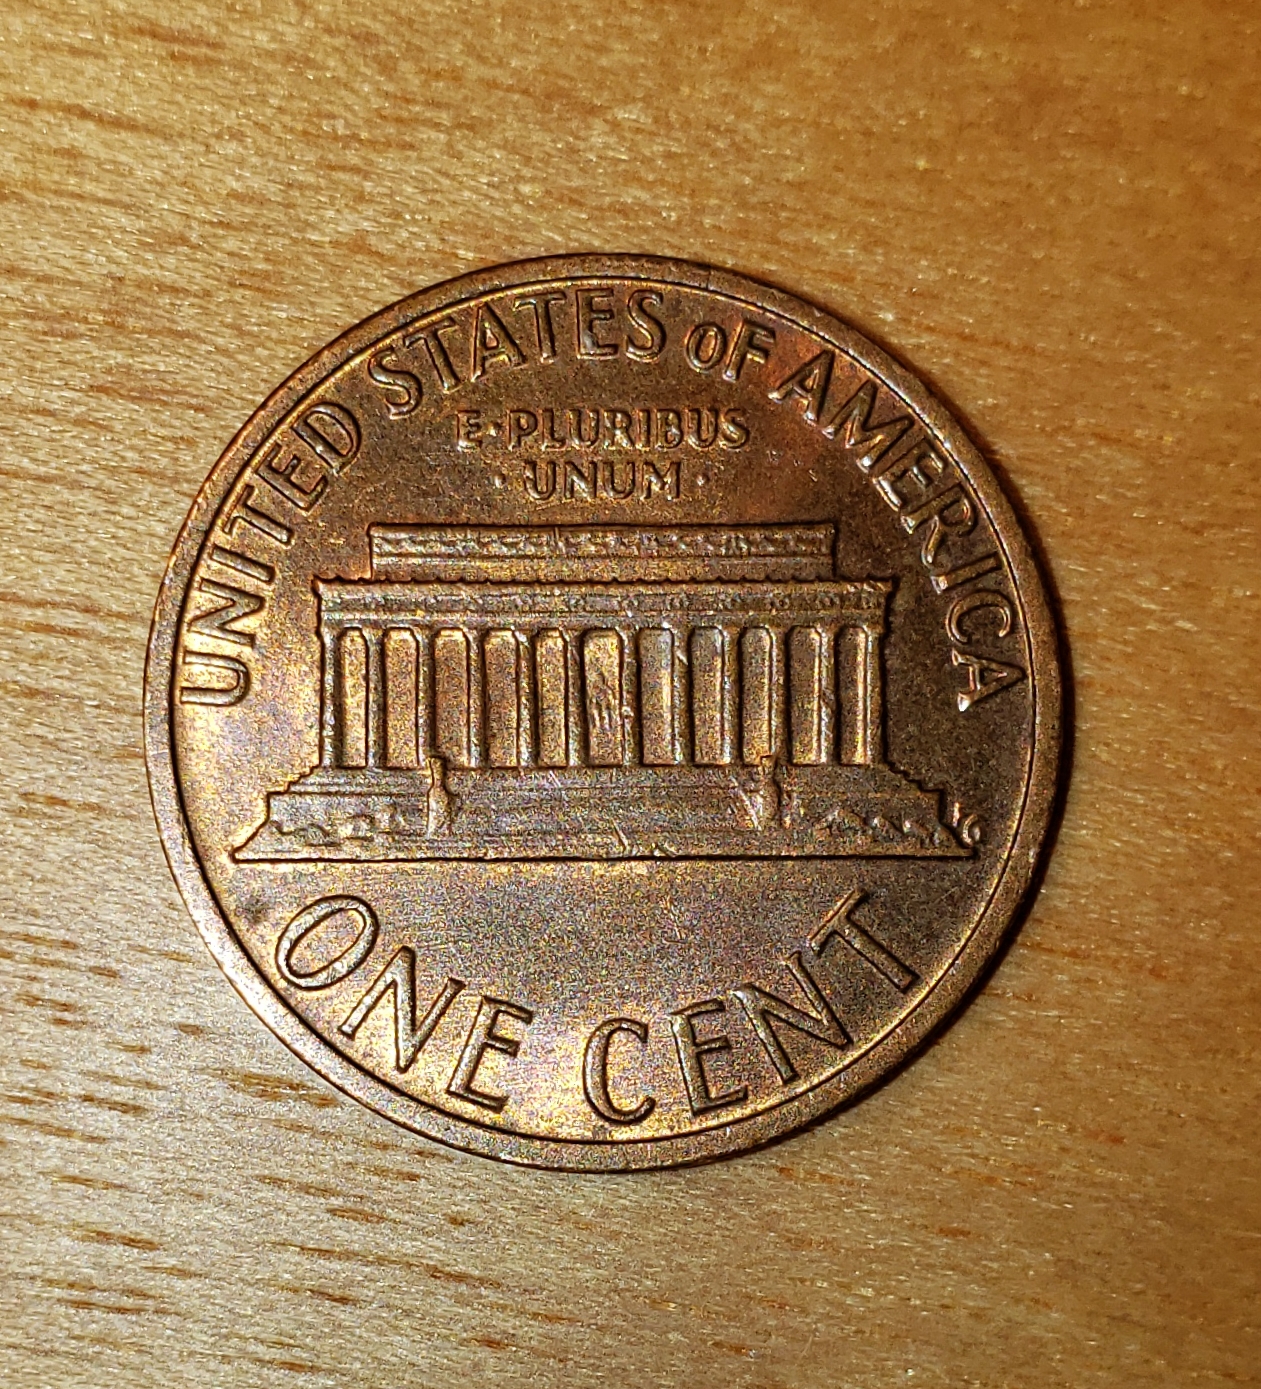 UNITED STATES OF AMERICA
E·PLURIBUS
·UNUM·
ONE CENT